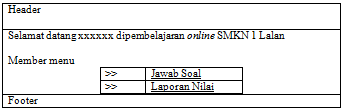 Header
Selamat datang xxxxxx dipembelajaran online SMKN 1 Lalan
Member menu
>> Jawab Soal
>> Laporan Nilai
Footer